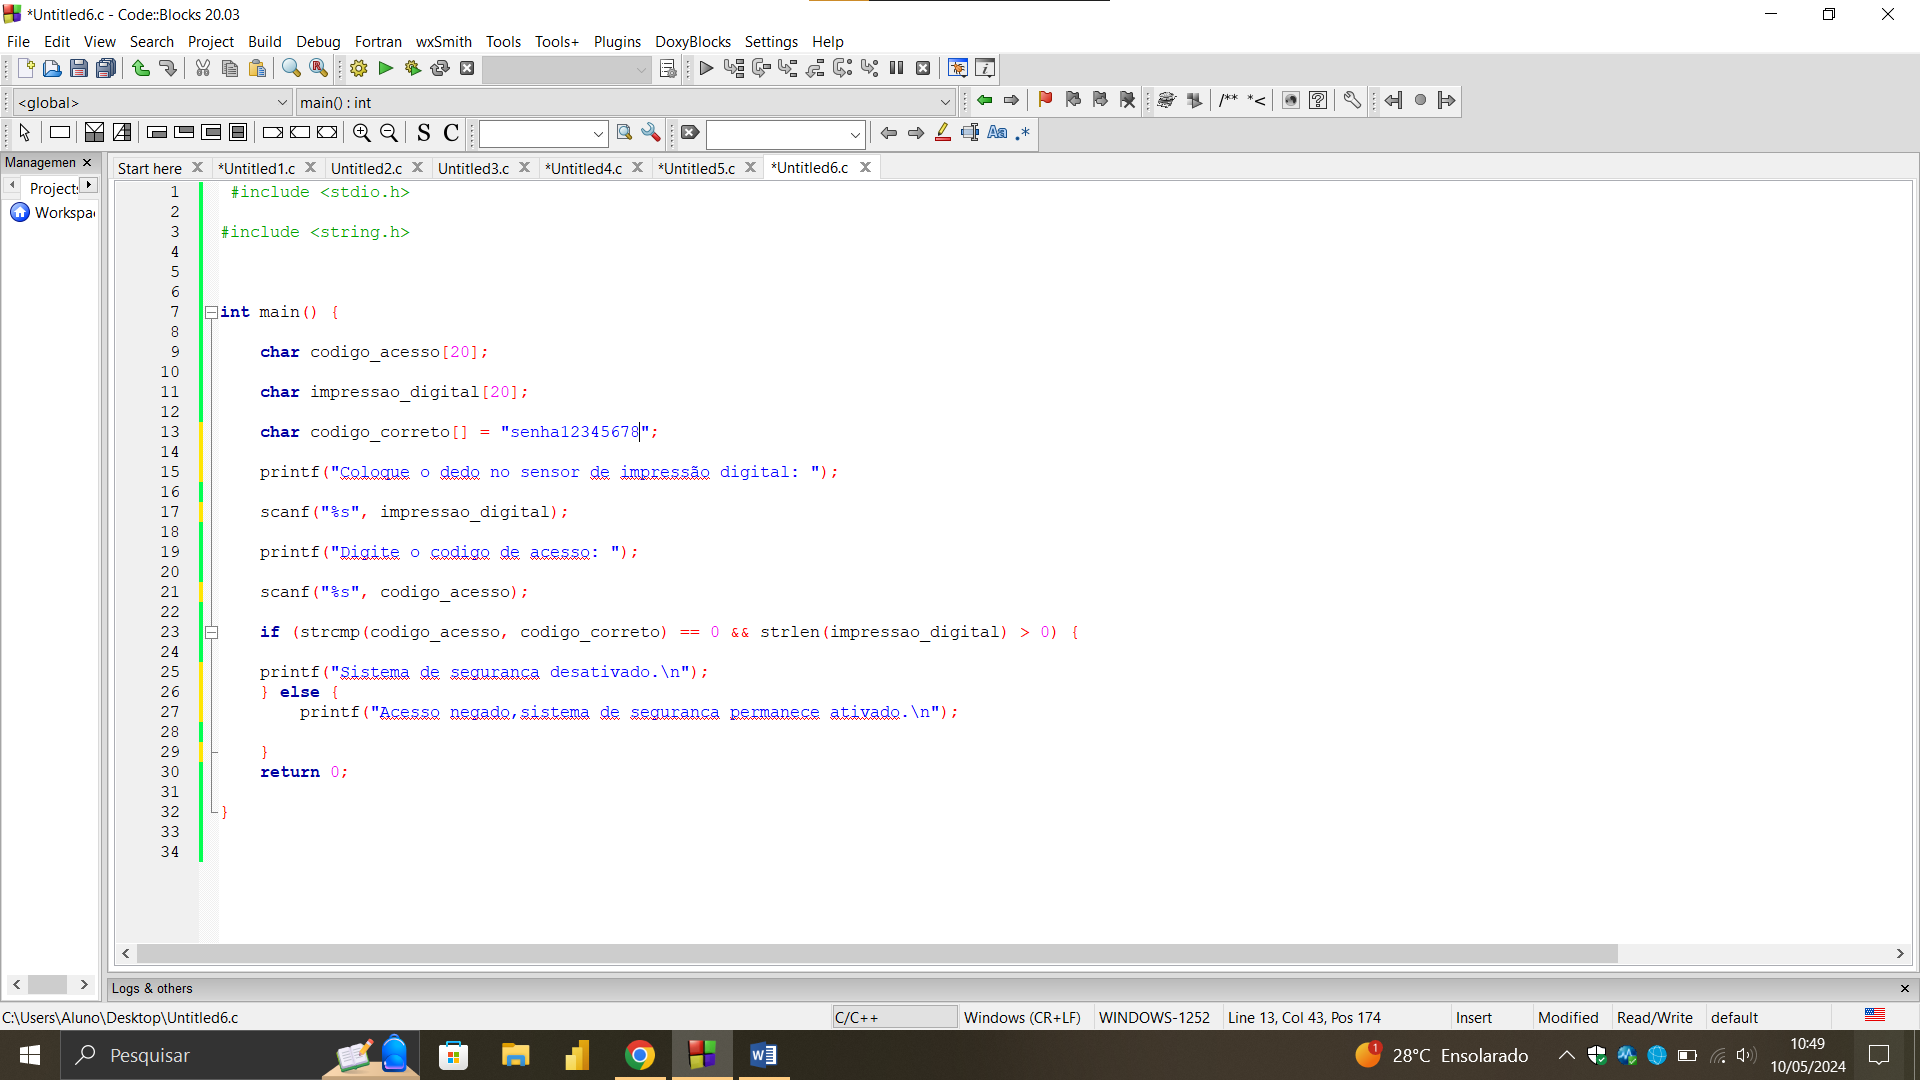 *Untitled6.c - Code::Blocks 20.03
File Edit View Search Project Build Debug Fortran wxSmith Tools Tools+ Plugins DoxyBlocks Settings Help
<global> main() : int
/** *<
S C Aa .*
Managemen
Start here *Untitled1.c Untitled2.c Untitled3.c *Untitled4.c *Untitled5.c *Untitled6.c
Projects
Workspa
1 #include <stdio.h>
2
3 #include <string.h>
4
5
6
7 int main() {
8
9 char codigo_acesso[20];
10
11 char impressao_digital[20];
12
13 char codigo_correto[] = "senha12345678";
14
15 printf("Coloque o dedo no sensor de impressão digital: ");
16
17 scanf("%s", impressao_digital);
18
19 printf("Digite o codigo de acesso: ");
20
21 scanf("%s", codigo_acesso);
22
23 if (strcmp(codigo_acesso, codigo_correto) == 0 && strlen(impressao_digital) > 0) {
24
25 printf("Sistema de seguranca desativado.\n");
26 } else {
27 printf("Acesso negado,sistema de seguranca permanece ativado.\n");
28
29 }
30 return 0;
31
32 }
33
34
Logs & others
C:\Users\Aluno\Desktop\Untitled6.c C/C++ Windows (CR+LF) WINDOWS-1252 Line 13, Col 43, Pos 174 Insert Modified Read/Write default
Pesquisar 1 28°C Ensolarado 10:49
10/05/2024